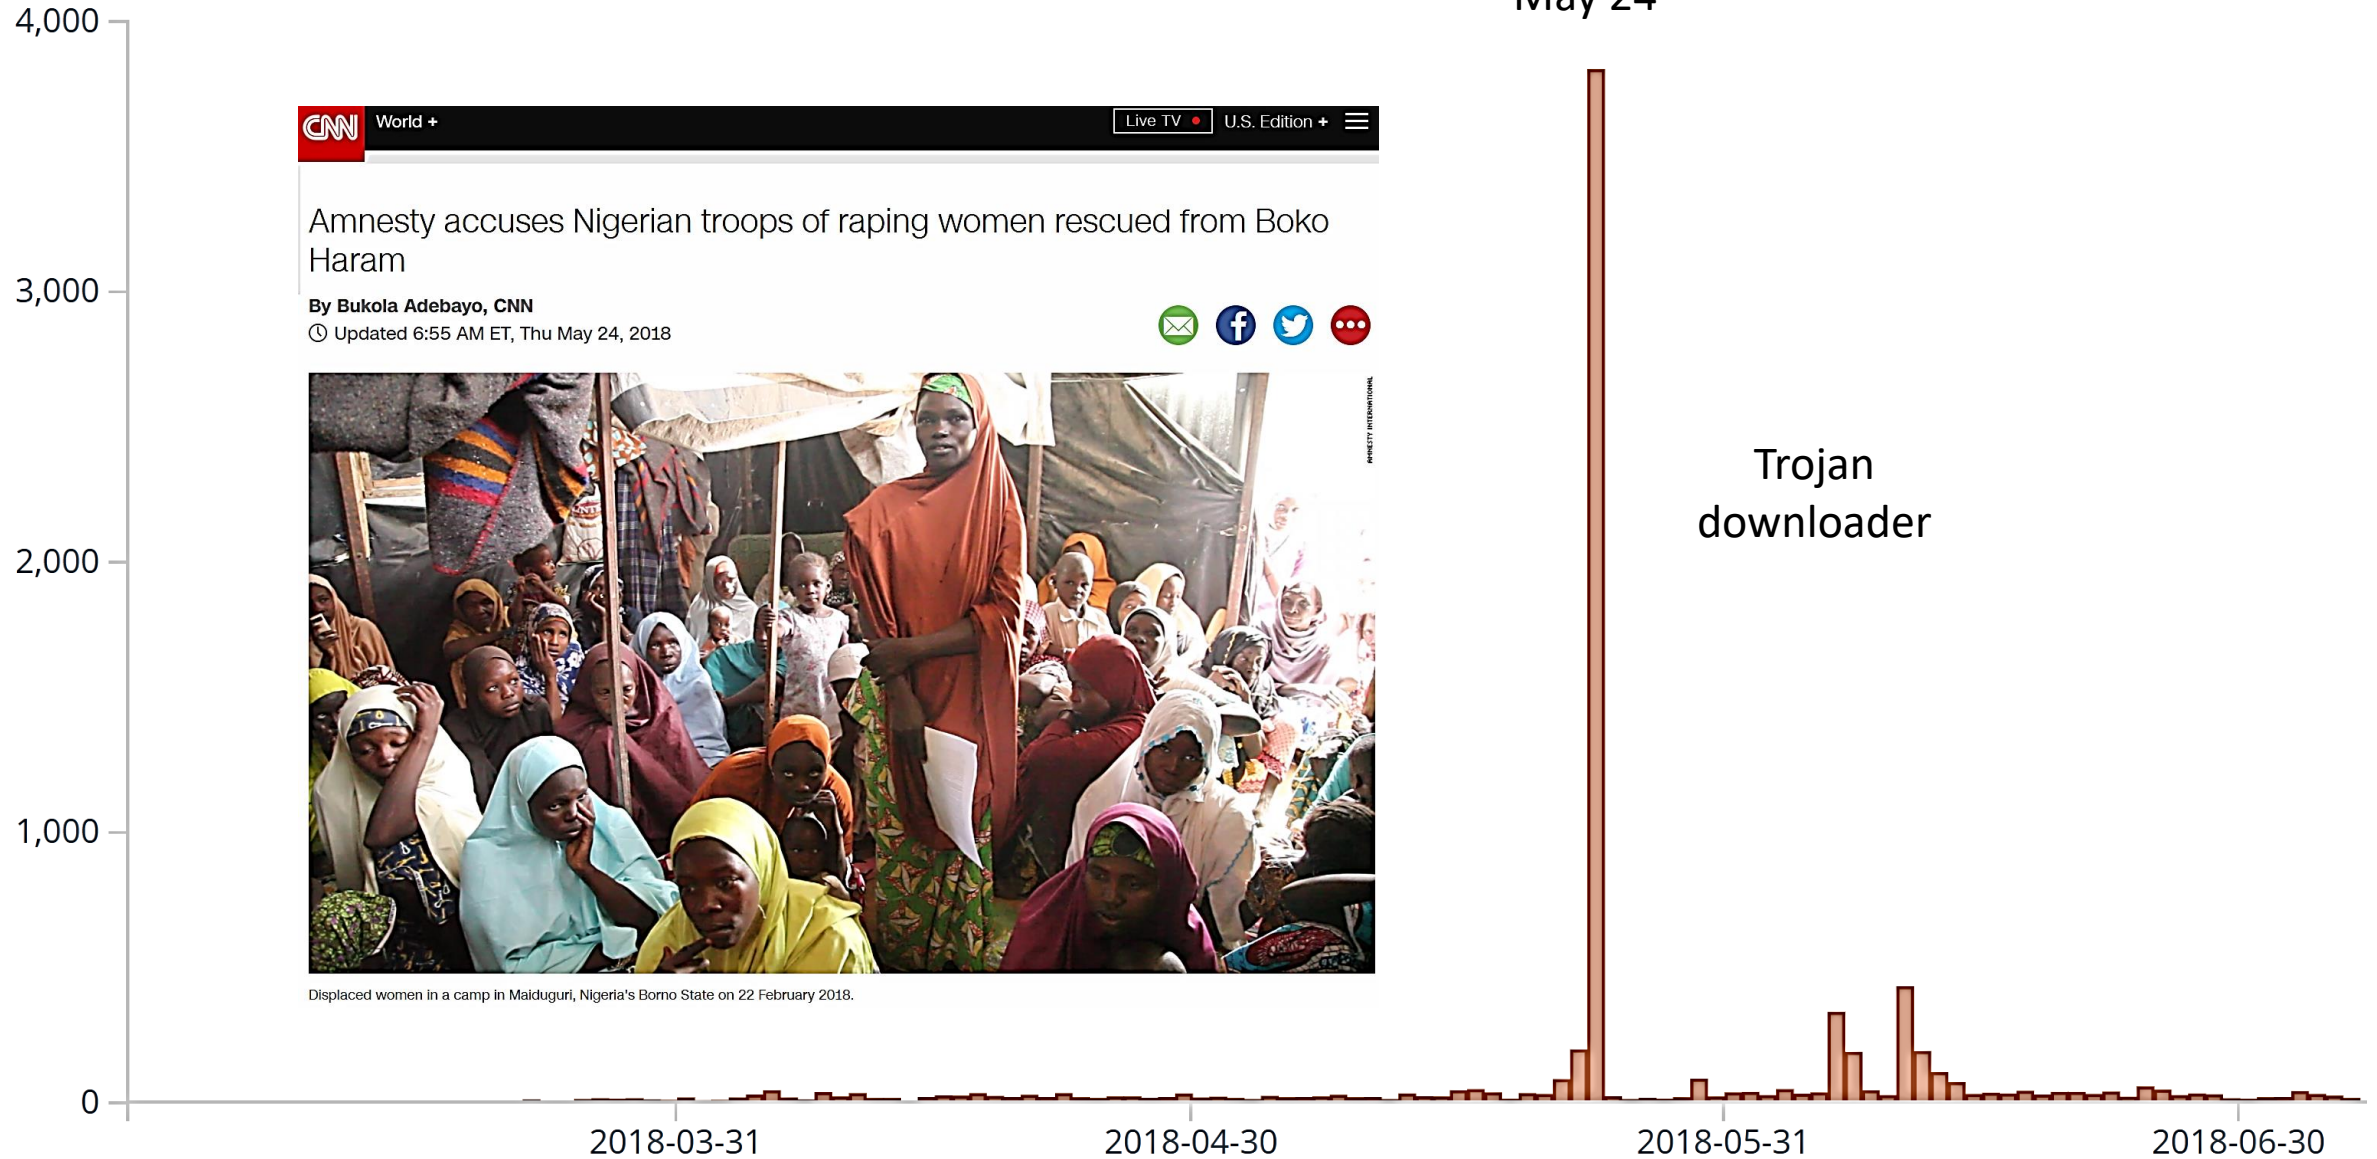 May 24
4,000
3,000
2,000
1,000
0
CNN
World +
Live TV
U.S. Edition +
Amnesty accuses Nigerian troops of raping women rescued from Boko
Haram
By Bukola Adebayo, CNN
Updated 6:55 AM ET, Thu May 24, 2018
AMNESTY INTERNATIONAL
Displaced women in a camp in Maiduguri, Nigeria's Borno State on 22 February 2018.
Trojan
downloader
2018-03-31
2018-04-30
2018-05-31
2018-06-30